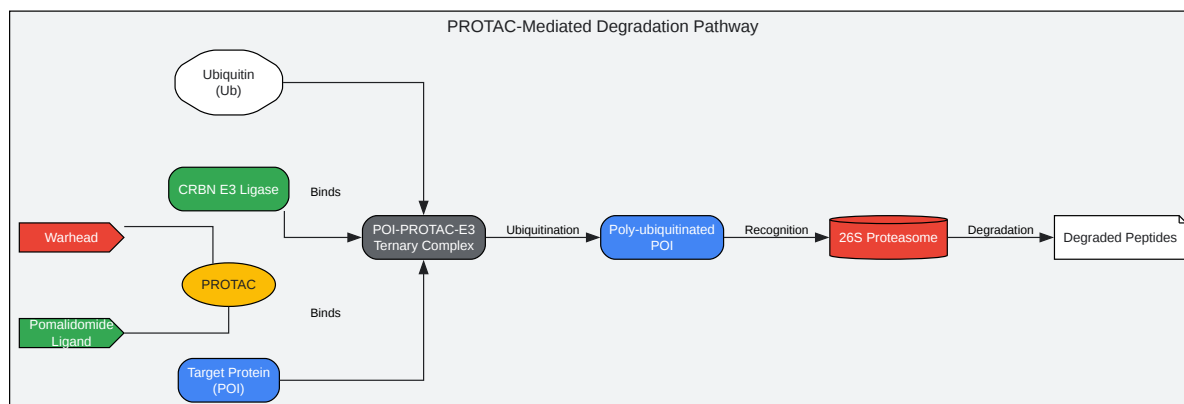 PROTAC-Mediated Degradation Pathway
Ubiquitin
(Ub)
CRBN E3 Ligase
Binds
Warhead
POI-PROTAC-E3
Ternary Complex
Ubiquitination
Poly-ubiquitinated
POI
Recognition
26S Proteasome
Degradation
Degraded Peptides
PROTAC
Pomalidomide
Ligand
Binds
Target Protein
(POI)